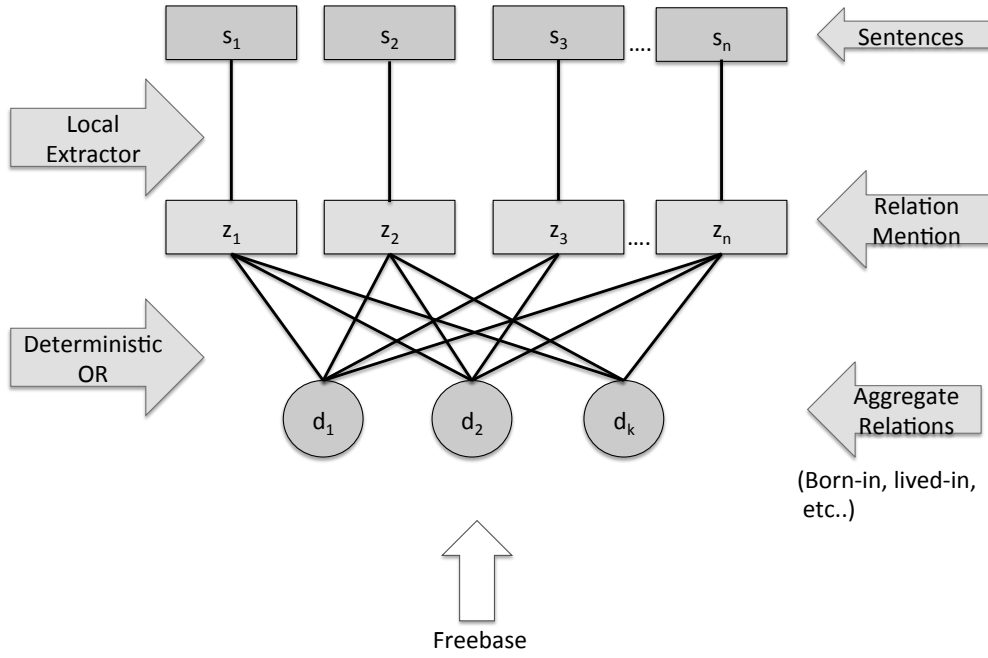 s1 s2 s3 .... sn
Sentences
Local
Extractor
z1 z2 z3 .... zn
Relation
Mention
Deterministic
OR
d1 d2 dk
Aggregate
Relations
(Born-in, lived-in,
etc..)
Freebase